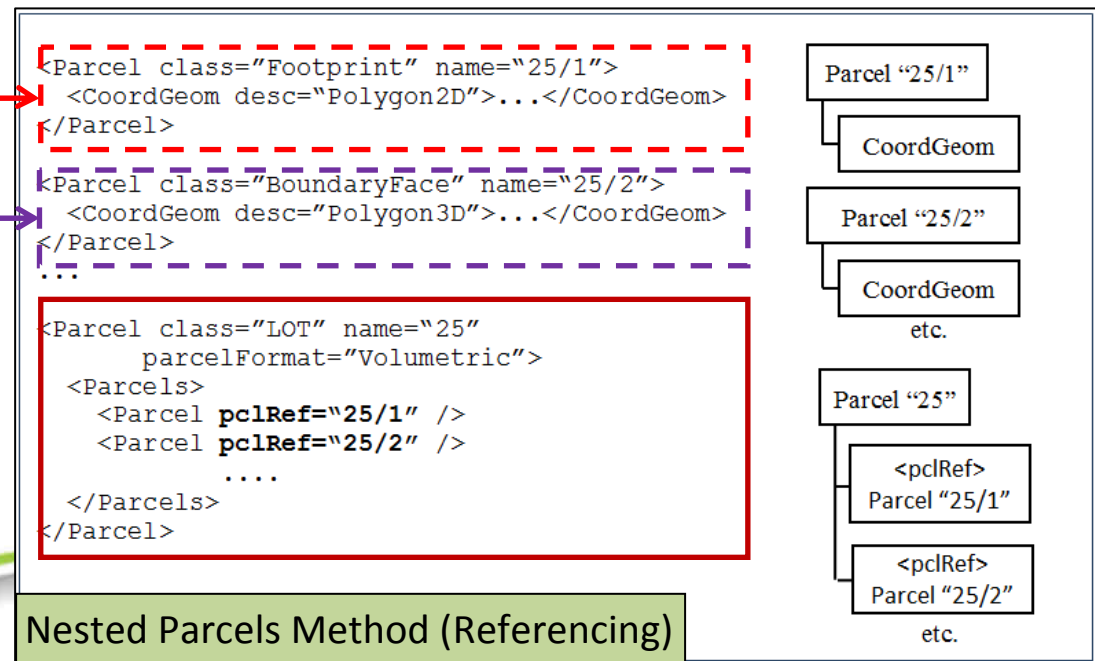 <Parcel class=”Footprint” name=“25/1”>
<CoordGeom desc=“Polygon2D”>...</CoordGeom>
</Parcel>
<Parcel class=”BoundaryFace” name=“25/2”>
<CoordGeom desc=”Polygon3D”>...</CoordGeom>
</Parcel>
...
<Parcel class=”LOT” name=“25”
parcelFormat=”Volumetric”>
<Parcels>
<Parcel pclRef=“25/1” />
<Parcel pclRef=“25/2” />
....
</Parcels>
</Parcel>
Nested Parcels Method (Referencing)
Parcel “25/1”
CoordGeom
Parcel “25/2”
CoordGeom
etc.
Parcel “25”
<pclRef>
Parcel “25/1”
<pclRef>
Parcel “25/2”
etc.